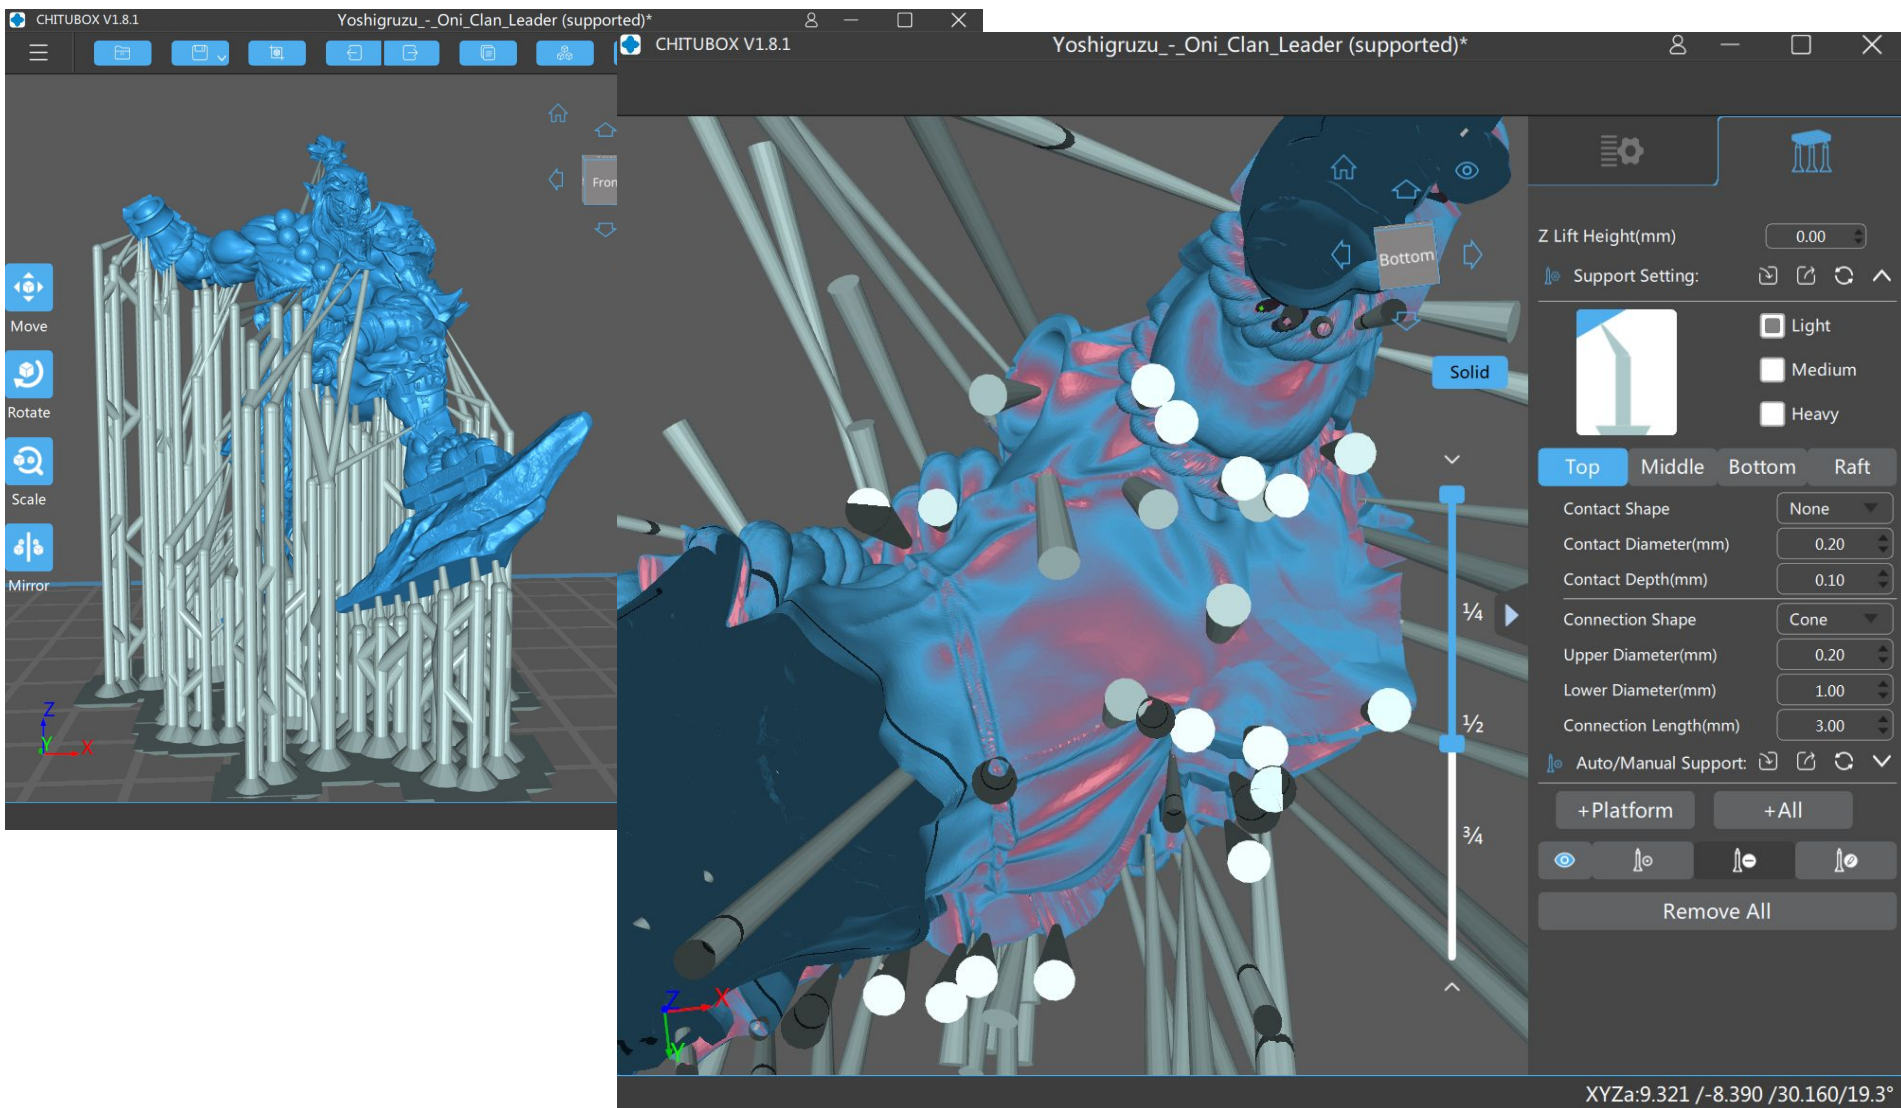 CHITUBOX V1.8.1
Yoshigruzu_-_Oni_Clan_Leader (supported)*
Fron
Move
Rotate
Scale
Mirror
Z
Y
X
CHITUBOX V1.8.1
Yoshigruzu_-_Oni_Clan_Leader (supported)*
Bottom
Solid
¼
½
¾
Z
X
Y
Z Lift Height(mm) 0.00
Support Setting:
Light
Medium
Heavy
Top Middle Bottom Raft
Contact Shape None
Contact Diameter(mm) 0.20
Contact Depth(mm) 0.10
Connection Shape Cone
Upper Diameter(mm) 0.20
Lower Diameter(mm) 1.00
Connection Length(mm) 3.00
Auto/Manual Support:
+Platform +All
Remove All
XYZa:9.321 /-8.390 /30.160/19.3°